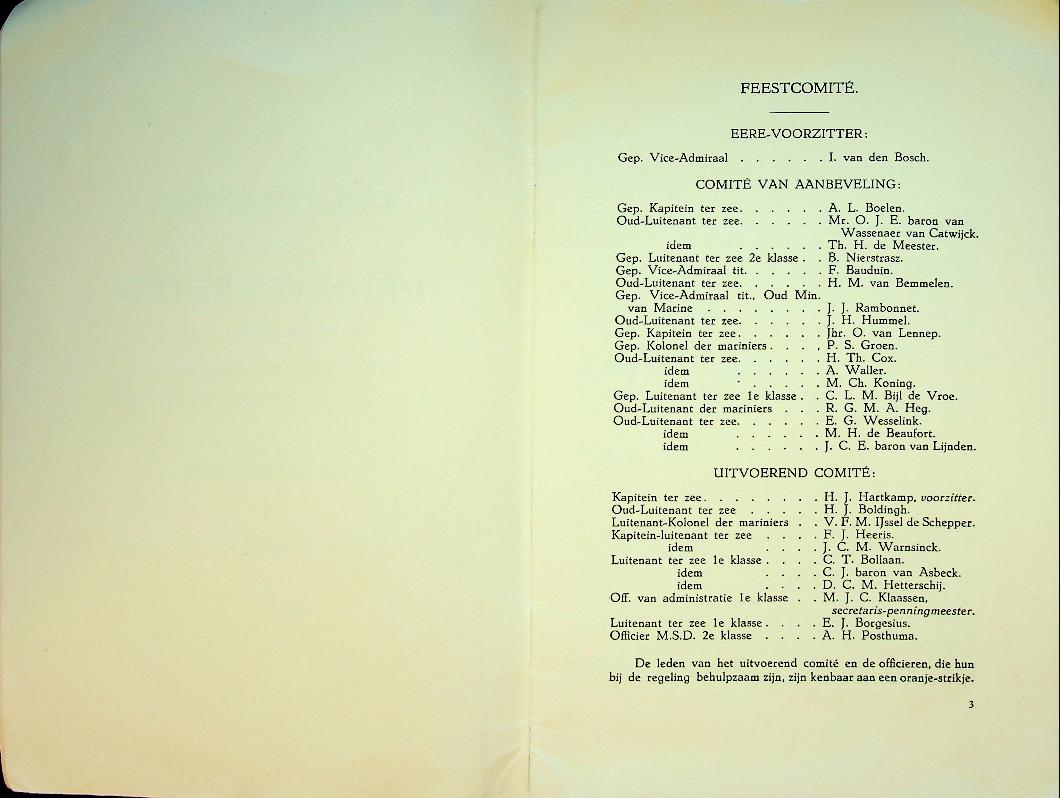 FEESTCOMITÉ.
EERE-VOORZITTER:
Gep. Vice-Admiraal . . . . . . I. van den Bosch.
COMITÉ VAN AANBEVELING:
Gep. Kapitein ter zee. . . . . . A. L. Boelen.
Oud-Luitenant ter zee. . . . . . Mr. O. J. E. baron van
Wassenaer van Catwijck.
idem . . . . . . Th. H. de Meester.
Gep. Luitenant ter zee 2e klasse . . B. Nierstrasz.
Gep. Vice-Admiraal tit. . . . . . F. Bauduin.
Oud-Luitenant ter zee. . . . . . H. M. van Bemmelen.
Gep. Vice-Admiraal tit., Oud Min.
van Marine . . . . . . . . J. J. Rambonnet.
Oud-Luitenant ter zee. . . . . . J. H. Hummel.
Gep. Kapitein ter zee . . . . . . Jhr. O. van Lennep.
Gep. Kolonel der mariniers . . . . P. S. Groen.
Oud-Luitenant ter zee. . . . . . H. Th. Cox.
idem . . . . . . A. Waller.
idem . . . . . . M. Ch. Koning.
Gep. Luitenant ter zee 1e klasse . . C. L. M. Bijl de Vroe.
Oud-Luitenant der mariniers . . . R. G. M. A. Heg.
Oud-Luitenant ter zee. . . . . . E. G. Wesselink.
idem . . . . . . M. H. de Beaufort.
idem . . . . . . J. C. E. baron van Lijnden.
UITVOEREND COMITÉ:
Kapitein ter zee. . . . . . . . H. J. Hartkamp, voorzitter.
Oud-Luitenant ter zee . . . . . H. J. Boldingh.
Luitenant-Kolonel der mariniers . . V. F. M. IJssel de Schepper.
Kapitein-luitenant ter zee . . . . F. J. Heeris.
idem . . . . J. C. M. Warnsinck.
Luitenant ter zee 1e klasse . . . . C. T. Bollaan.
idem . . . . C. J. baron van Asbeck.
idem . . . . D. C. M. Hetterschij.
Off. van administratie 1e klasse . . M. J. C. Klaassen,
secretaris-penningmeester.
Luitenant ter zee 1e klasse . . . . E. J. Borgesius.
Officier M.S.D. 2e klasse . . . . A. H. Posthuma.
De leden van het uitvoerend comité en de officieren, die hun
bij de regeling behulpzaam zijn, zijn kenbaar aan een oranje-strikje.
3